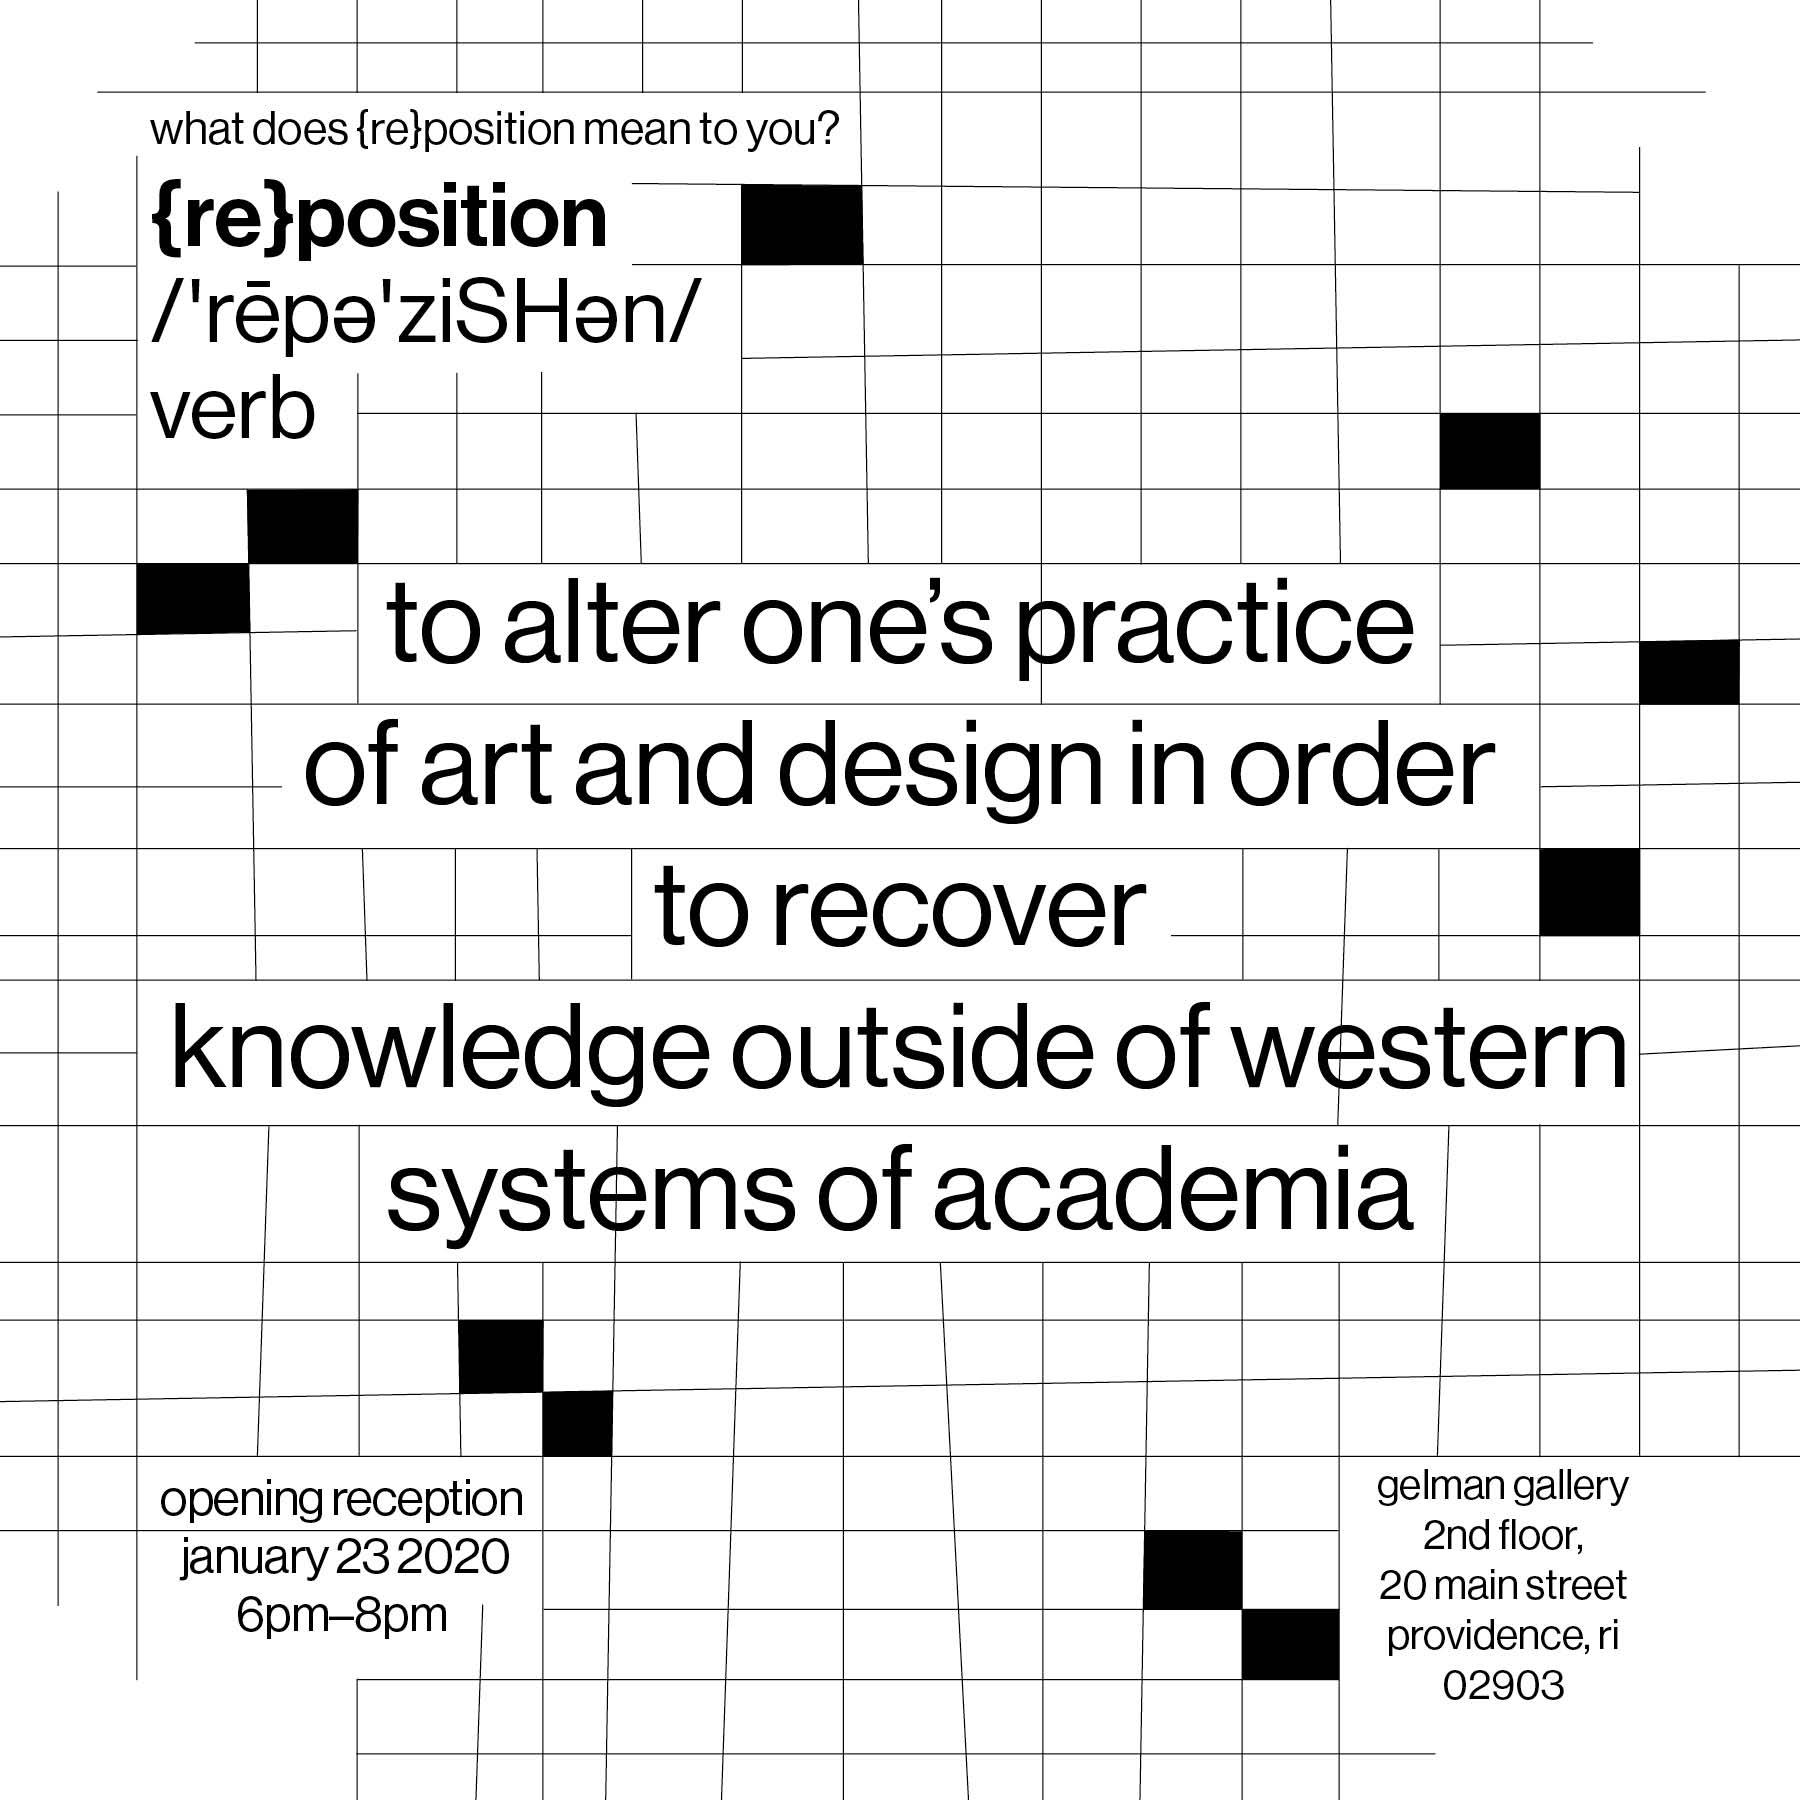 what does {re}position mean to you?
{re}position
/'rēpə'ziSHən/
verb
to alter one’s practice
of art and design in order
to recover
knowledge outside of western
systems of academia
opening reception
january 23 2020
6pm–8pm
gelman gallery
2nd floor,
20 main street
providence, ri
02903